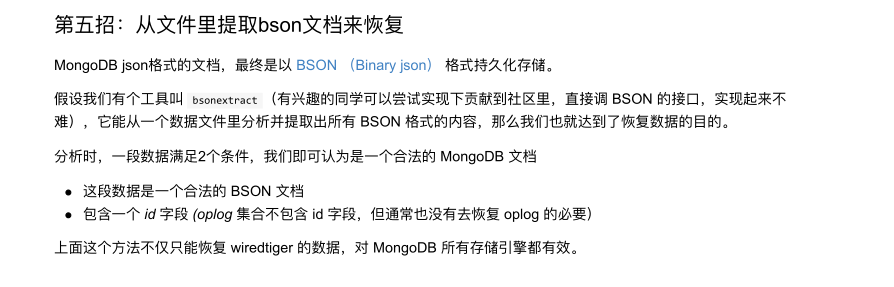 第五招：从文件里提取bson文档来恢复
MongoDB json格式的文档，最终是以 BSON （Binary json） 格式持久化存储。
假设我们有个工具叫 bsonextract（有兴趣的同学可以尝试实现下贡献到社区里，直接调 BSON 的接口，实现起来不
难），它能从一个数据文件里分析并提取出所有 BSON 格式的内容，那么我们也就达到了恢复数据的目的。
分析时，一段数据满足2个条件，我们即可认为是一个合法的 MongoDB 文档
● 这段数据是一个合法的 BSON 文档
● 包含一个 id 字段 (oplog 集合不包含 id 字段，但通常也没有去恢复 oplog 的必要）
上面这个方法不仅只能恢复 wiredtiger 的数据，对 MongoDB 所有存储引擎都有效。